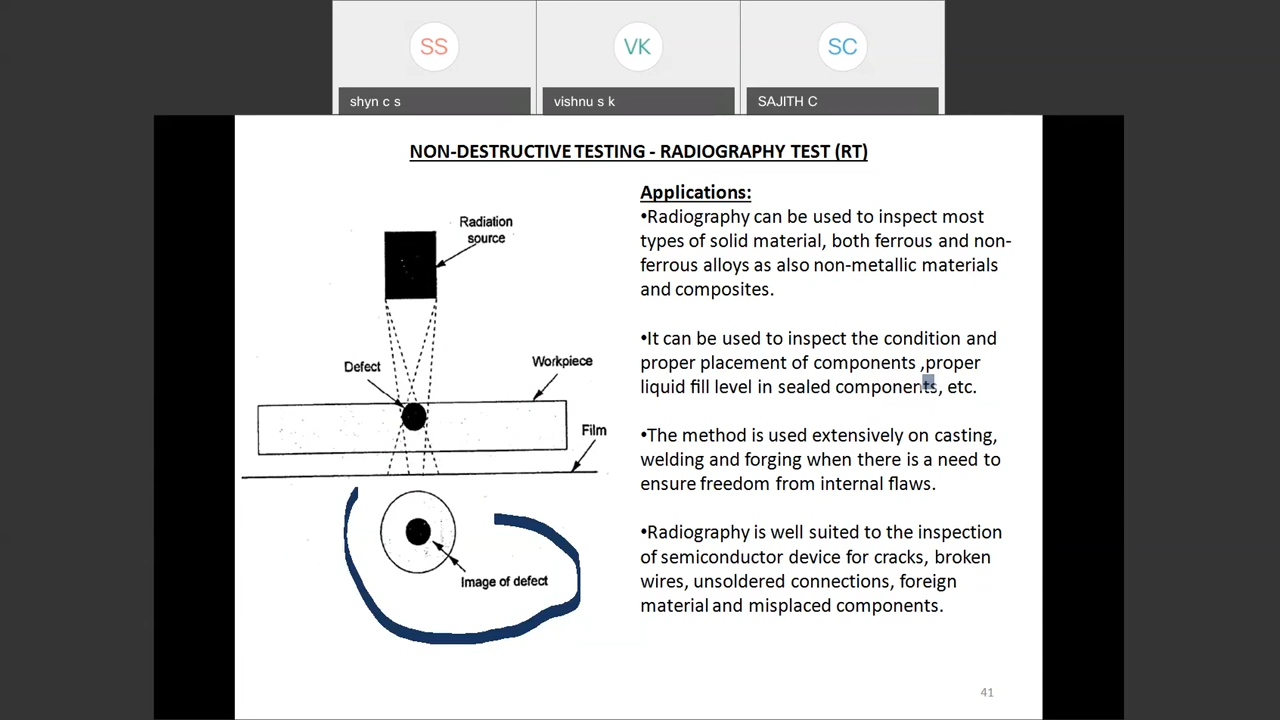 SS
VK
SC
shyn c s
vishnu s k
SAJITH C
NON-DESTRUCTIVE TESTING - RADIOGRAPHY TEST (RT)
Radiation
source
Defect
Workpiece
Film
Image of defect
Applications:
•Radiography can be used to inspect most
types of solid material, both ferrous and non-
ferrous alloys as also non-metallic materials
and composites.
•It can be used to inspect the condition and
proper placement of components ,proper
liquid fill level in sealed components, etc.
•The method is used extensively on casting,
welding and forging when there is a need to
ensure freedom from internal flaws.
•Radiography is well suited to the inspection
of semiconductor device for cracks, broken
wires, unsoldered connections, foreign
material and misplaced components.
41